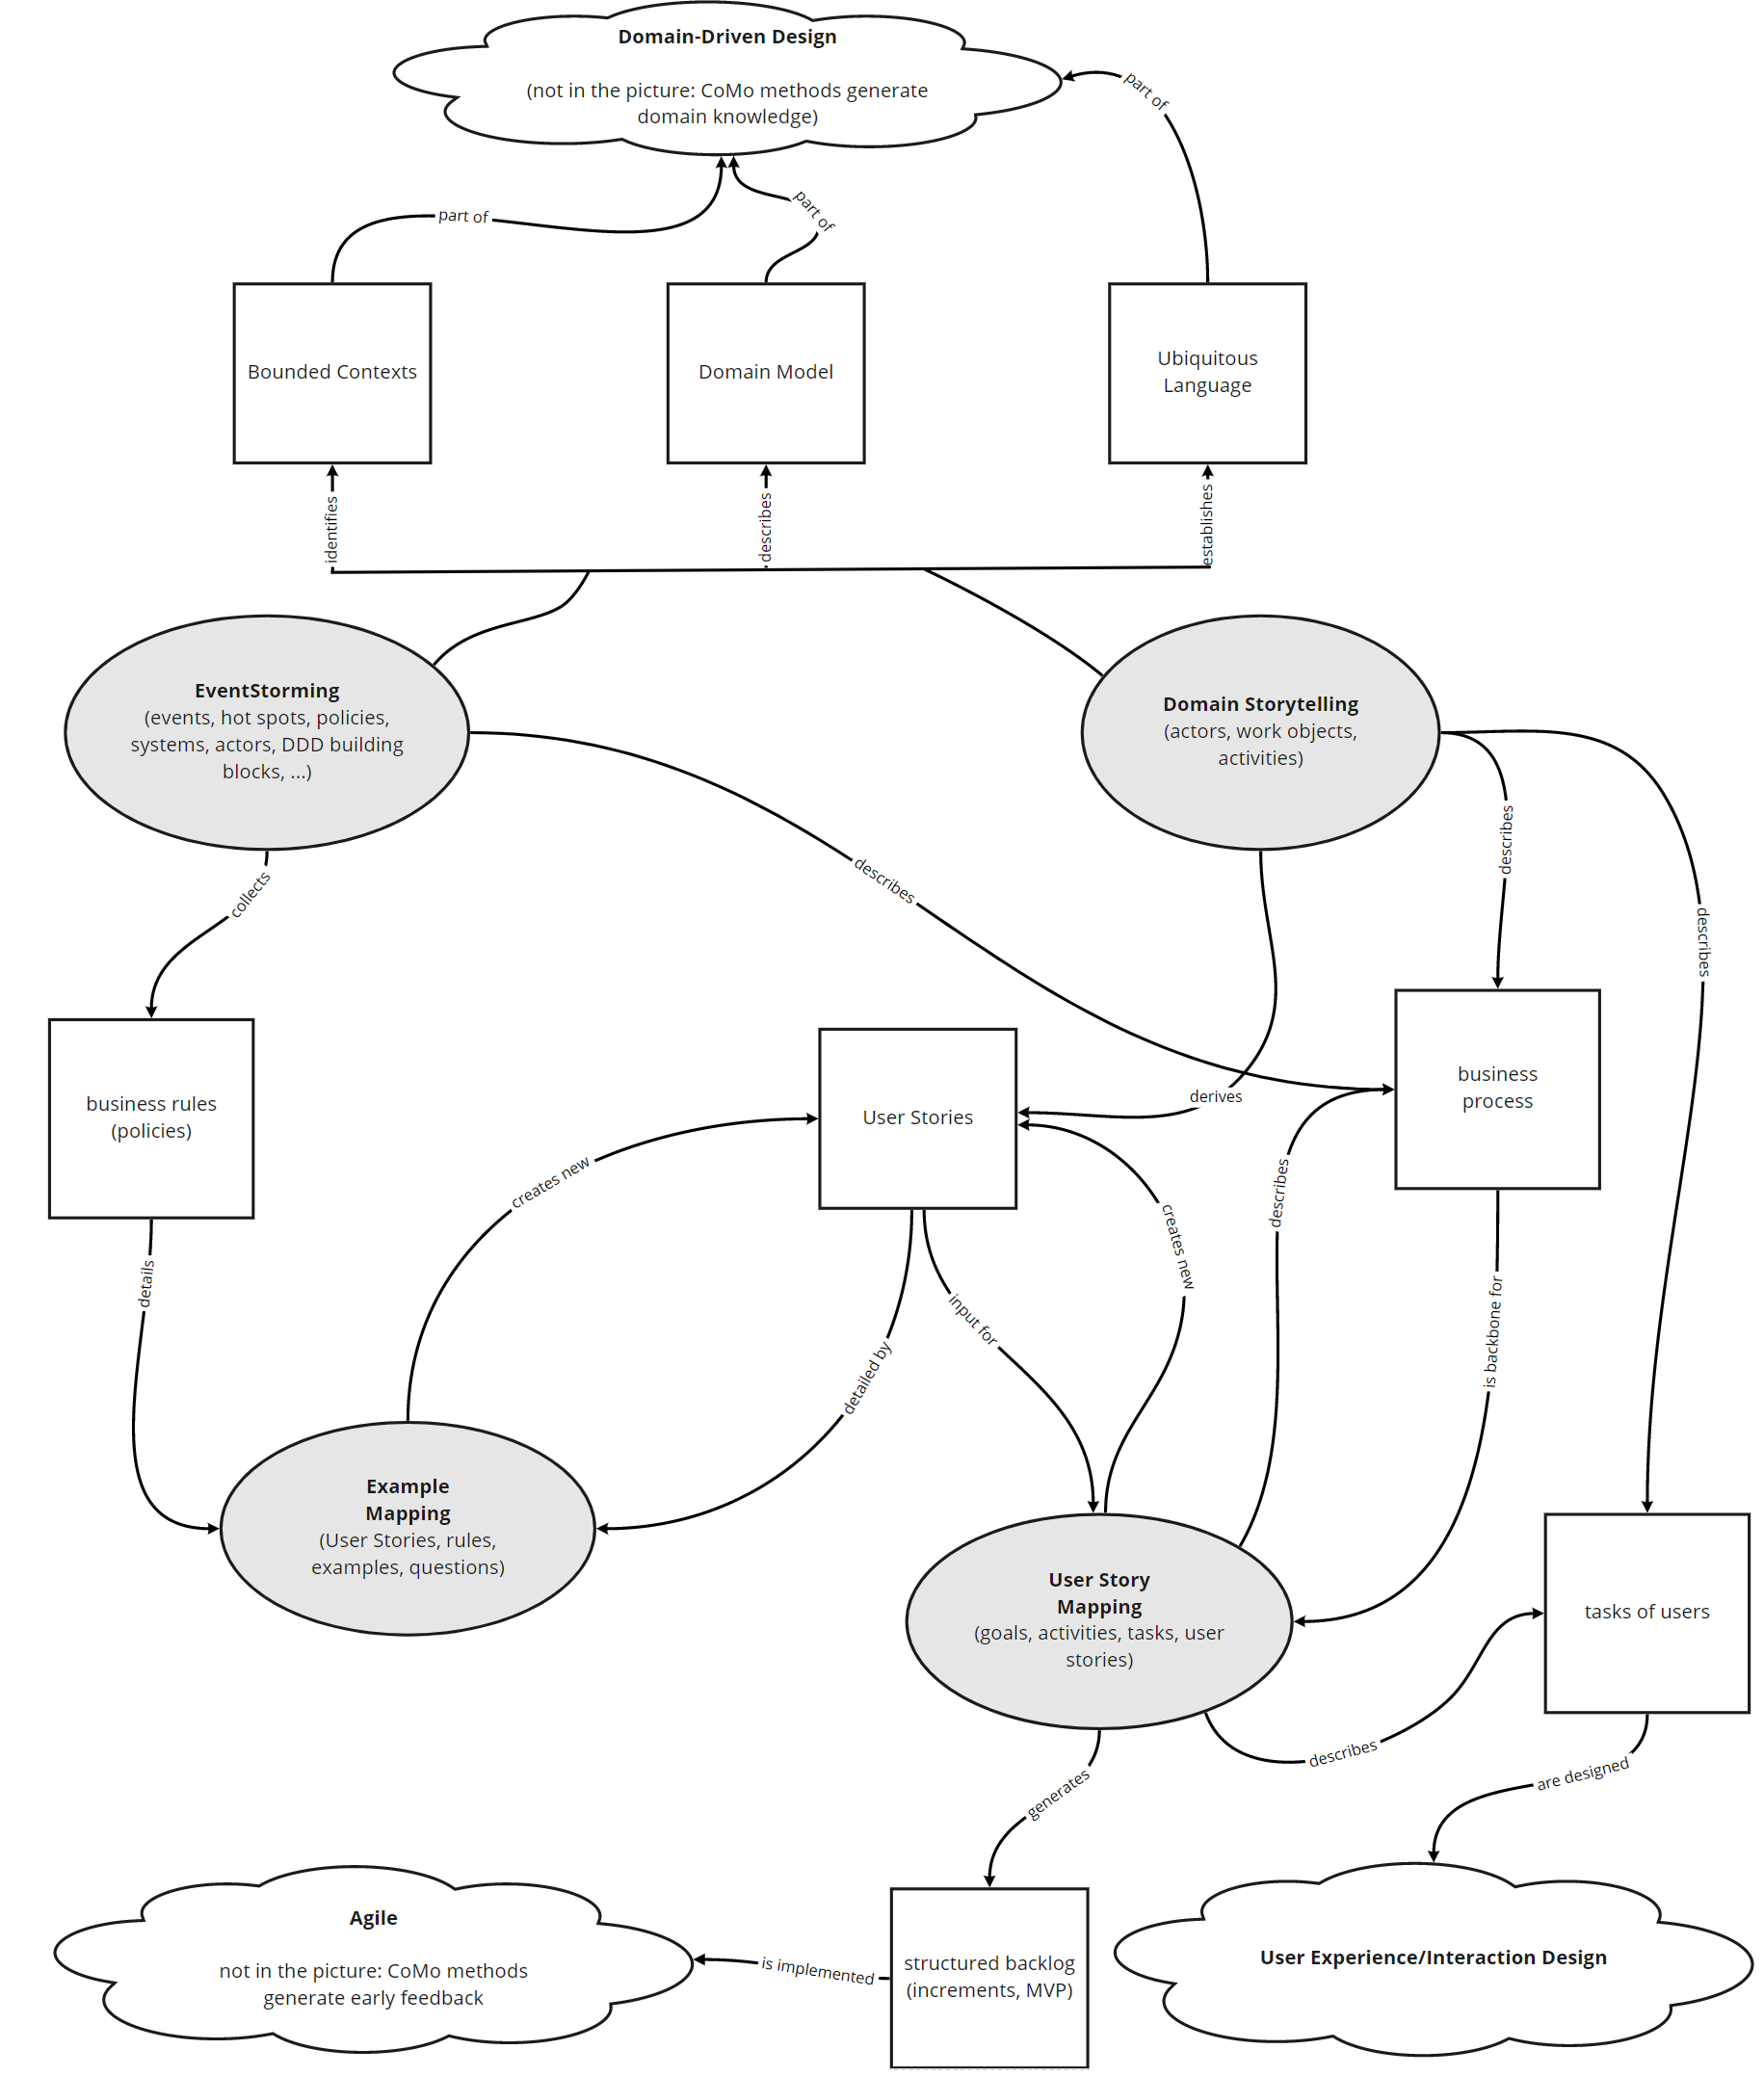 Domain-Driven Design
(not in the picture: CoMo methods generate
domain knowledge)
part of
part of
part of
Bounded Contexts
Domain Model
Ubiquitous
Language
identifies
describes
establishes
EventStorming
(events, hot spots, policies,
systems, actors, DDD building
blocks, ...)
Domain Storytelling
(actors, work objects,
activities)
collects
describes
describes
describes
business rules
(policies)
User Stories
derives
business
process
creates new
details
creates new
describes
input for
detailed by
is backbone for
Example
Mapping
(User Stories, rules,
examples, questions)
User Story
Mapping
(goals, activities, tasks, user
stories)
tasks of users
describes
generates
are designed
Agile
not in the picture: CoMo methods
generate early feedback
is implemented
structured backlog
(increments, MVP)
User Experience/Interaction Design